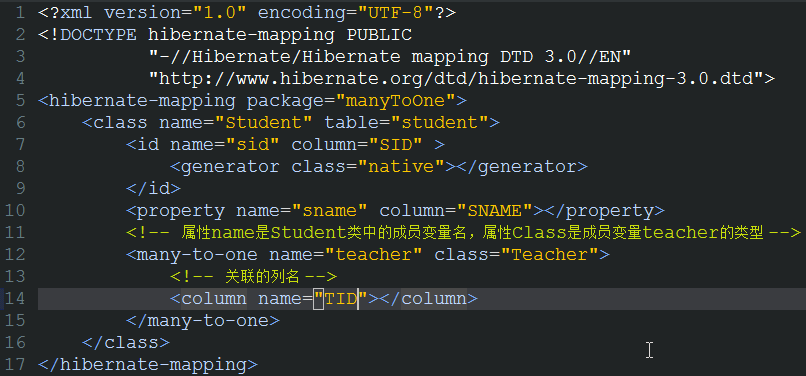 1 <?xml version="1.0" encoding="UTF-8"?>
2 <!DOCTYPE hibernate-mapping PUBLIC
3 "-//Hibernate/Hibernate mapping DTD 3.0//EN"
4 "http://www.hibernate.org/dtd/hibernate-mapping-3.0.dtd">
5 <hibernate-mapping package="manyToOne">
6 <class name="Student" table="student">
7 <id name="sid" column="SID" >
8 <generator class="native"></generator>
9 </id>
10 <property name="sname" column="SNAME"></property>
11 <!-- 属性name是Student类中的成员变量名，属性Class是成员变量teacher的类型 -->
12 <many-to-one name="teacher" class="Teacher">
13 <!-- 关联的列名 -->
14 <column name="TID"></column>
15 </many-to-one>
16 </class>
17 </hibernate-mapping>